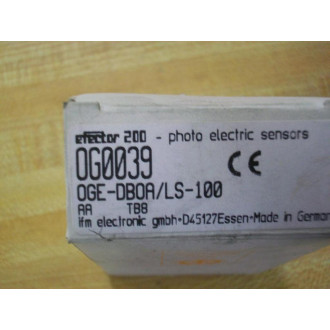 efector 200 - photo electric sensors
OG0039 CE
OGE-DBOA/LS-100
AA TB8
ifm electronic gmbh·D45127Essen·Made in German